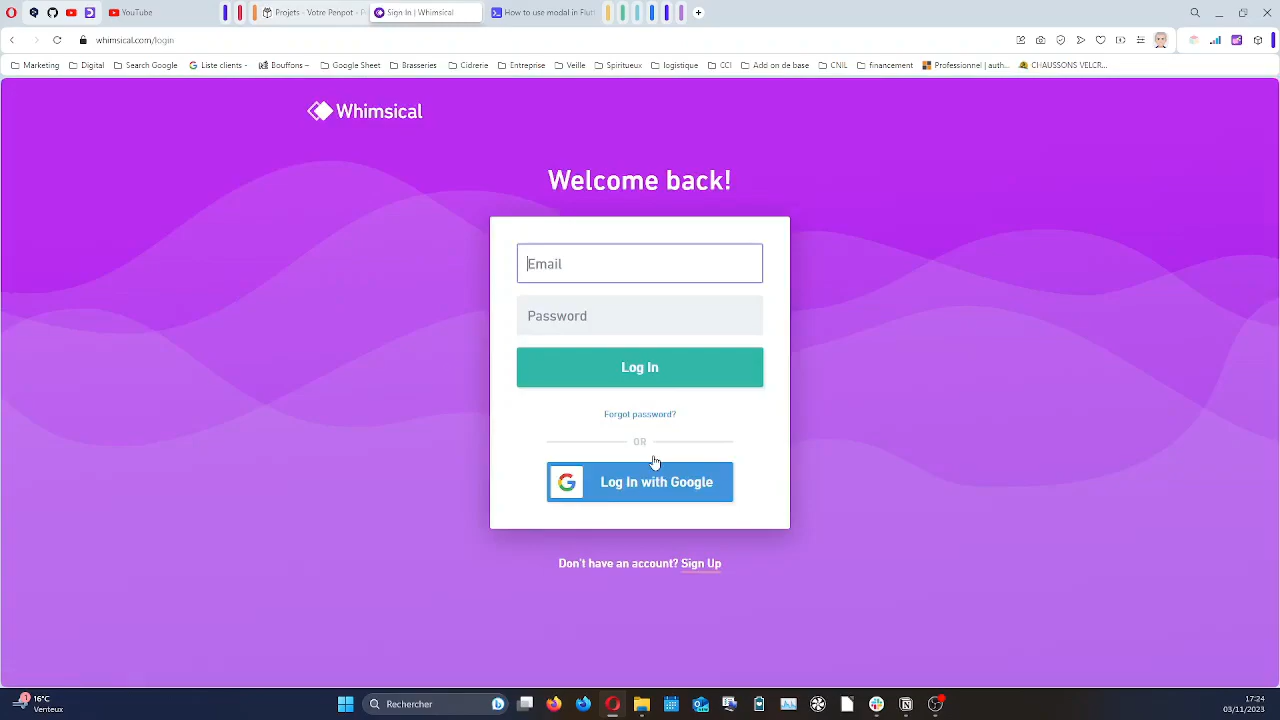 YouTube
Projets - Votre Penpot - P
Sign In | Whimsical
How to use modal in Flutt
whimsical.com/login
Marketing
Digital
Search Google
Liste clients -
Bouffons –
Google Sheet
Brasseries
Cidrerie
Entreprise
Veille
Spiritueux
logistique
CCI
Add on de base
CNIL
financement
Professionnel | auth...
CHAUSSONS VELCR...
Whimsical
Welcome back!
Email
Password
Log In
Forgot password?
OR
G
Log In with Google
Don't have an account? Sign Up
1
16°C
Venteux
Rechercher
17:24
03/11/2023